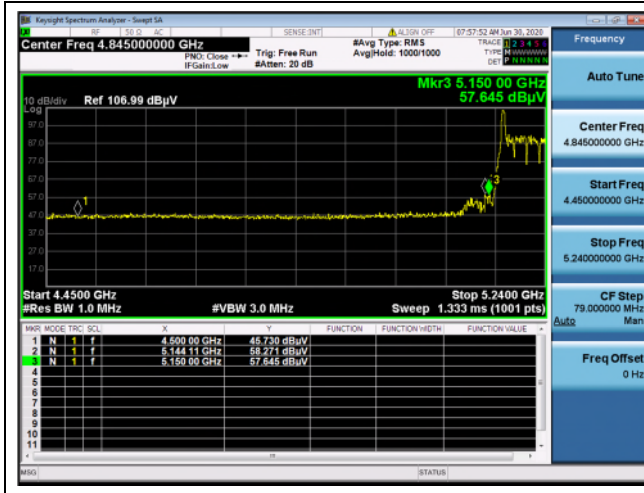 Keysight Spectrum Analyzer - Swept SA
RF 50 Ω AC SENSE:INT ALIGN OFF 07:57:52 AM Jun 30, 2020
Center Freq 4.845000000 GHz
PNO: Close
IFGain:Low
Trig: Free Run
#Atten: 20 dB
#Avg Type: RMS
Avg|Hold: 1000/1000
TRACE 1 2 3 4 5 6
TYPE M W W W W W
DET P N N N N N
Mkr3 5.150 00 GHz
57.645 dBµV
10 dB/div Ref 106.99 dBµV
Log
97.0
87.0
77.0
67.0
57.0
47.0
37.0
27.0
17.0
1
3
Start 4.4500 GHz Stop 5.2400 GHz
#Res BW 1.0 MHz #VBW 3.0 MHz Sweep 1.333 ms (1001 pts)
MKR MODE TRC SCL X Y FUNCTION FUNCTION WIDTH FUNCTION VALUE
1 N 1 f 4.500 00 GHz 45.730 dBµV
2 N 1 f 5.144 11 GHz 58.271 dBµV
3 N 1 f 5.150 00 GHz 57.645 dBµV
4
5
6
7
8
9
10
11
MSG STATUS
Frequency
Auto Tune
Center Freq
4.845000000 GHz
Start Freq
4.450000000 GHz
Stop Freq
5.240000000 GHz
CF Step
79.000000 MHz
Auto Man
Freq Offset
0 Hz